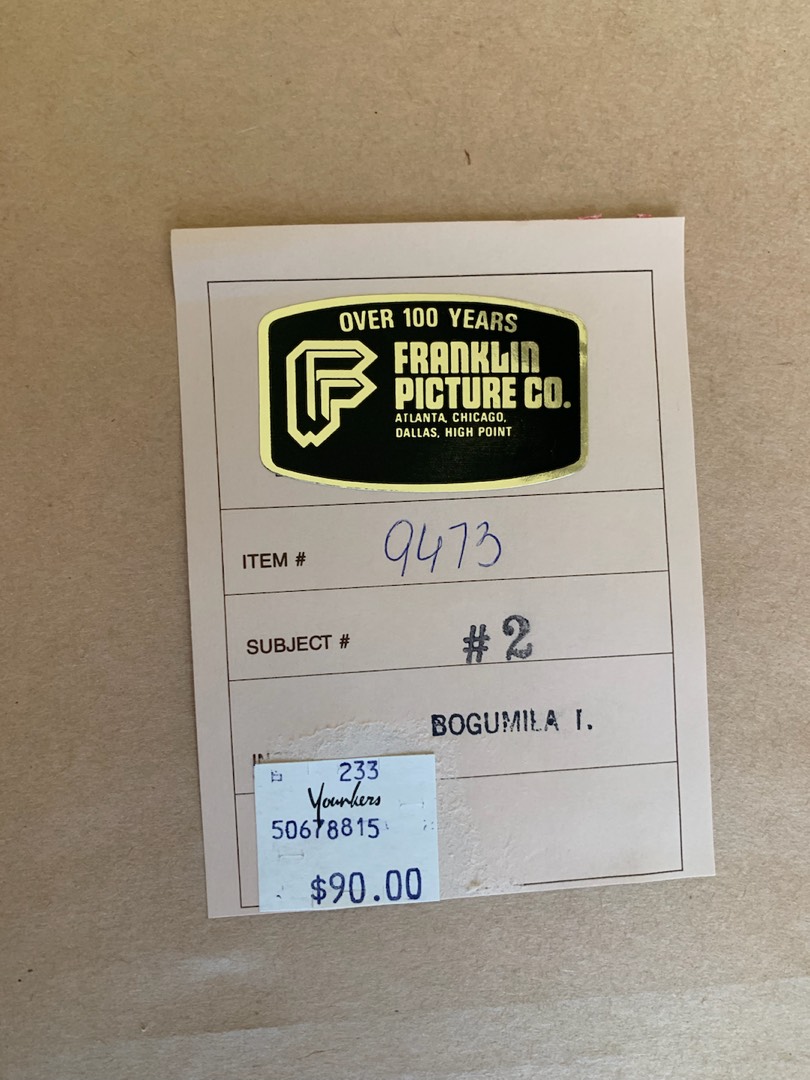 OVER 100 YEARS
FRANKLIN
PICTURE CO.
ATLANTA, CHICAGO,
DALLAS, HIGH POINT
ITEM # 9473
SUBJECT # #2
BOGUMILA I.
233
Younkers
50678815
$90.00